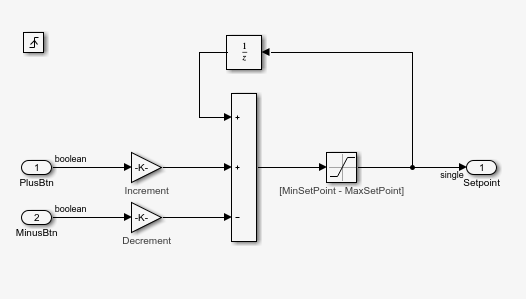 1
z
+
boolean
1
-K-
+
1
PlusBtn
Increment
[MinSetPoint - MaxSetPoint]
single
Setpoint
boolean
2
-K-
−
MinusBtn
Decrement